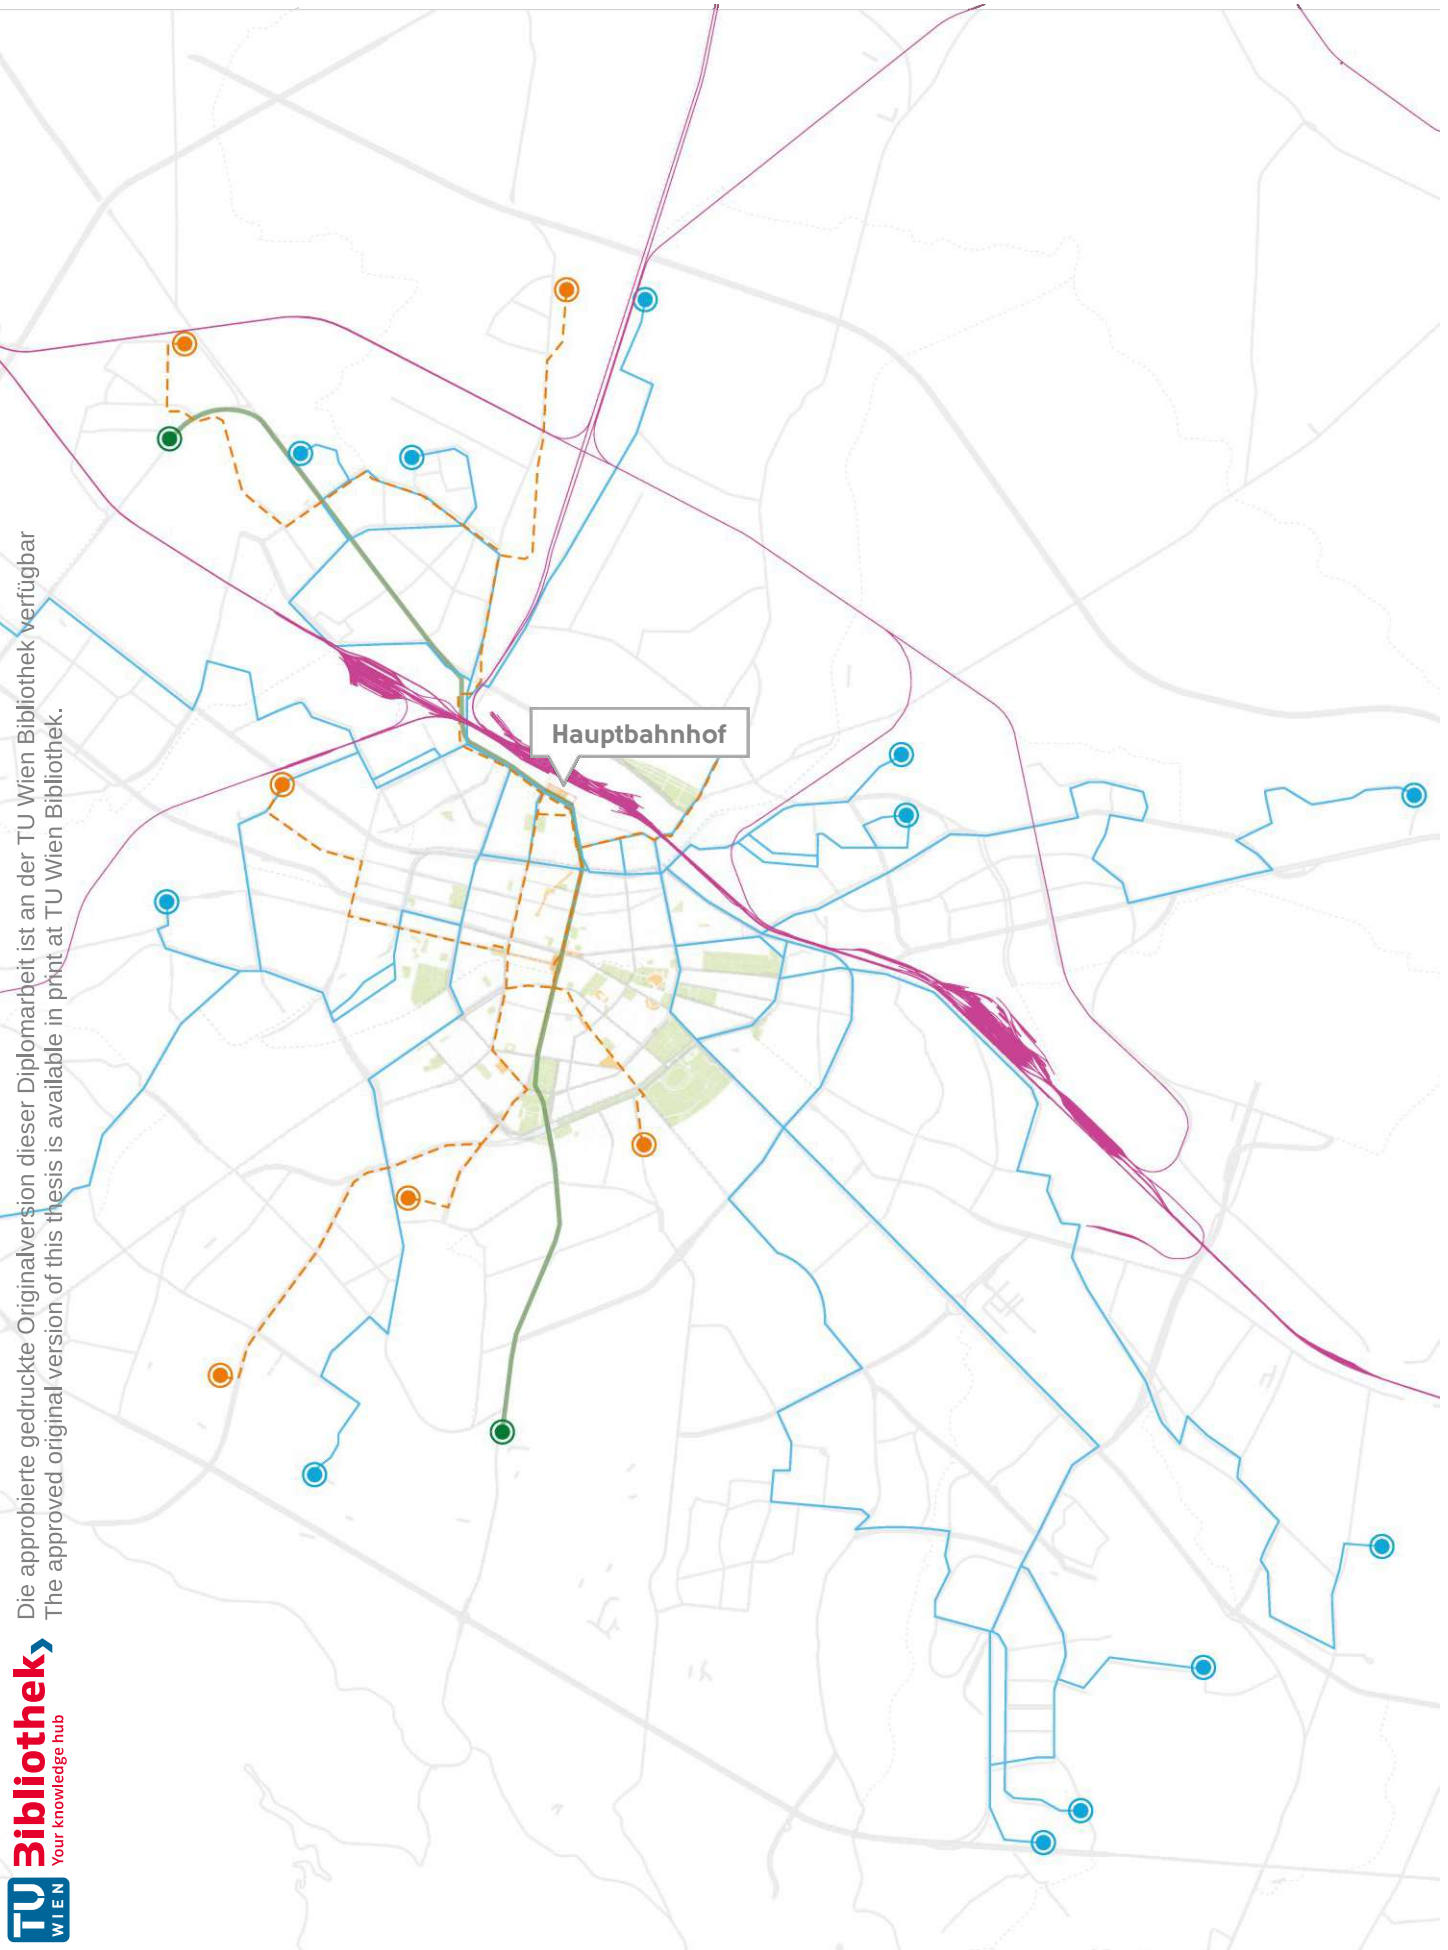 Hauptbahnhof
Die approbierte gedruckte Originalversion dieser Diplomarbeit ist an der TU Wien Bibliothek verfügbar
The approved original version of this thesis is available in print at TU Wien Bibliothek.
TU
WIEN
Bibliothek
Your knowledge hub